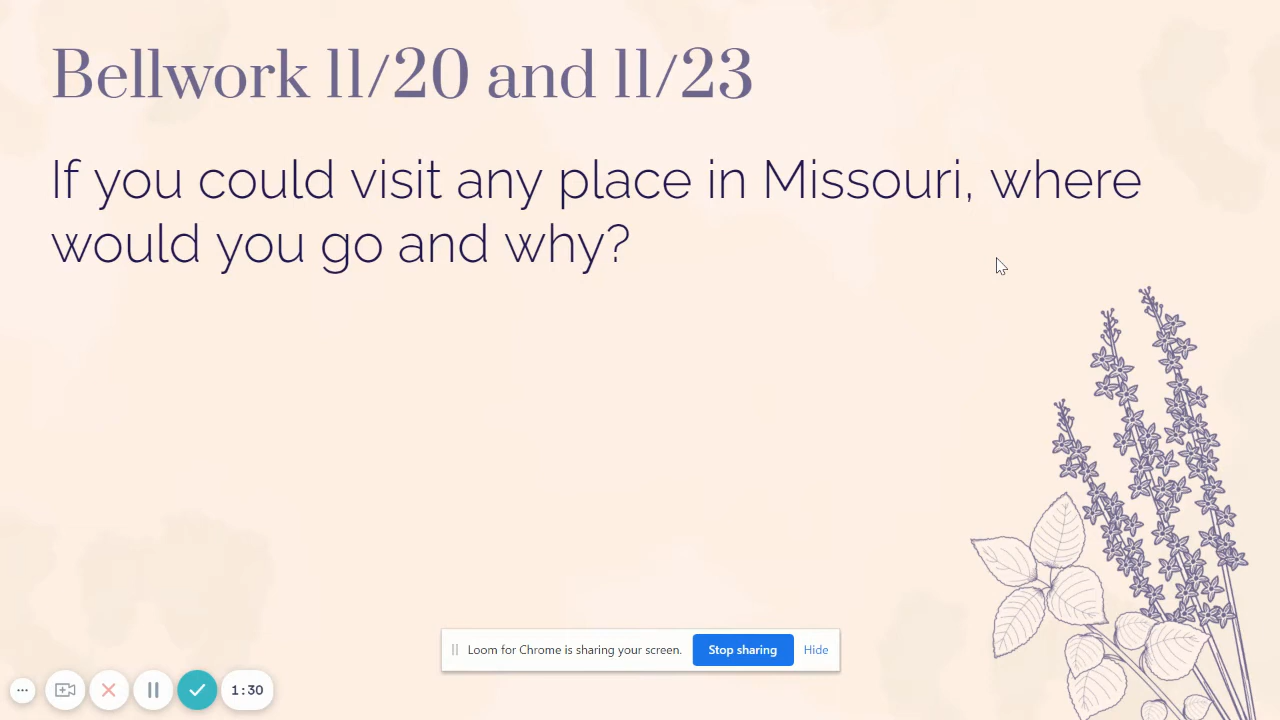 Bellwork 11/20 and 11/23
If you could visit any place in Missouri, where
would you go and why?
Loom for Chrome is sharing your screen. Stop sharing Hide
1:30